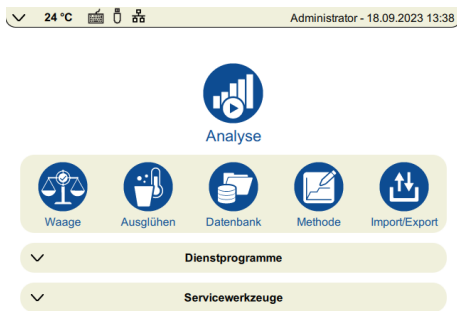 24 °C Administrator - 18.09.2023 13:38
Analyse
Waage Ausglühen Datenbank Methode Import/Export
Dienstprogramme
Servicewerkzeuge